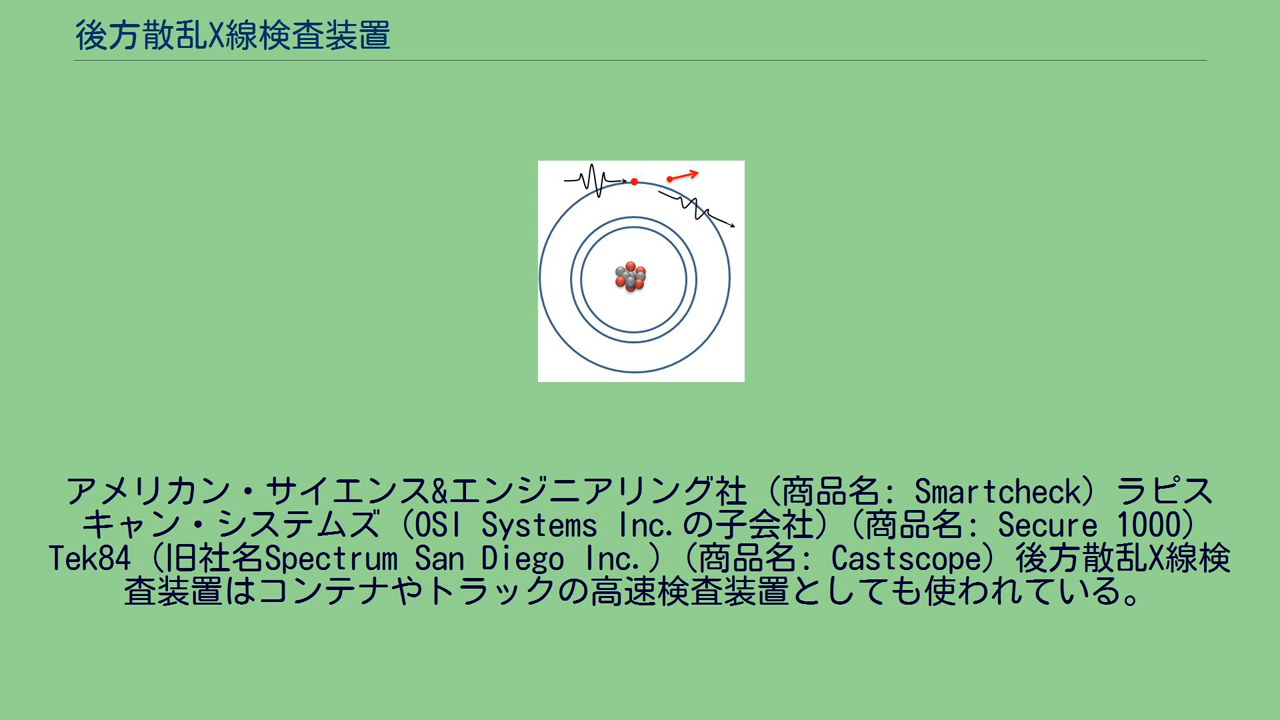 後方散乱X線検査装置
アメリカン・サイエンス&エンジニアリング社（商品名: Smartcheck）ラピス
キャン・システムズ（OSI Systems Inc.の子会社）（商品名: Secure 1000）
Tek84（旧社名Spectrum San Diego Inc.）（商品名: Castscope）後方散乱X線検
査装置はコンテナやトラックの高速検査装置としても使われている。